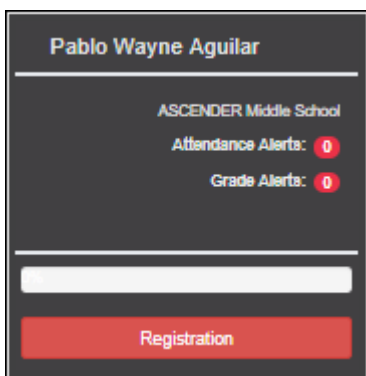 Pablo Wayne Aguilar
ASCENDER Middle School
Attendance Alerts: 0
Grade Alerts: 0
Registration